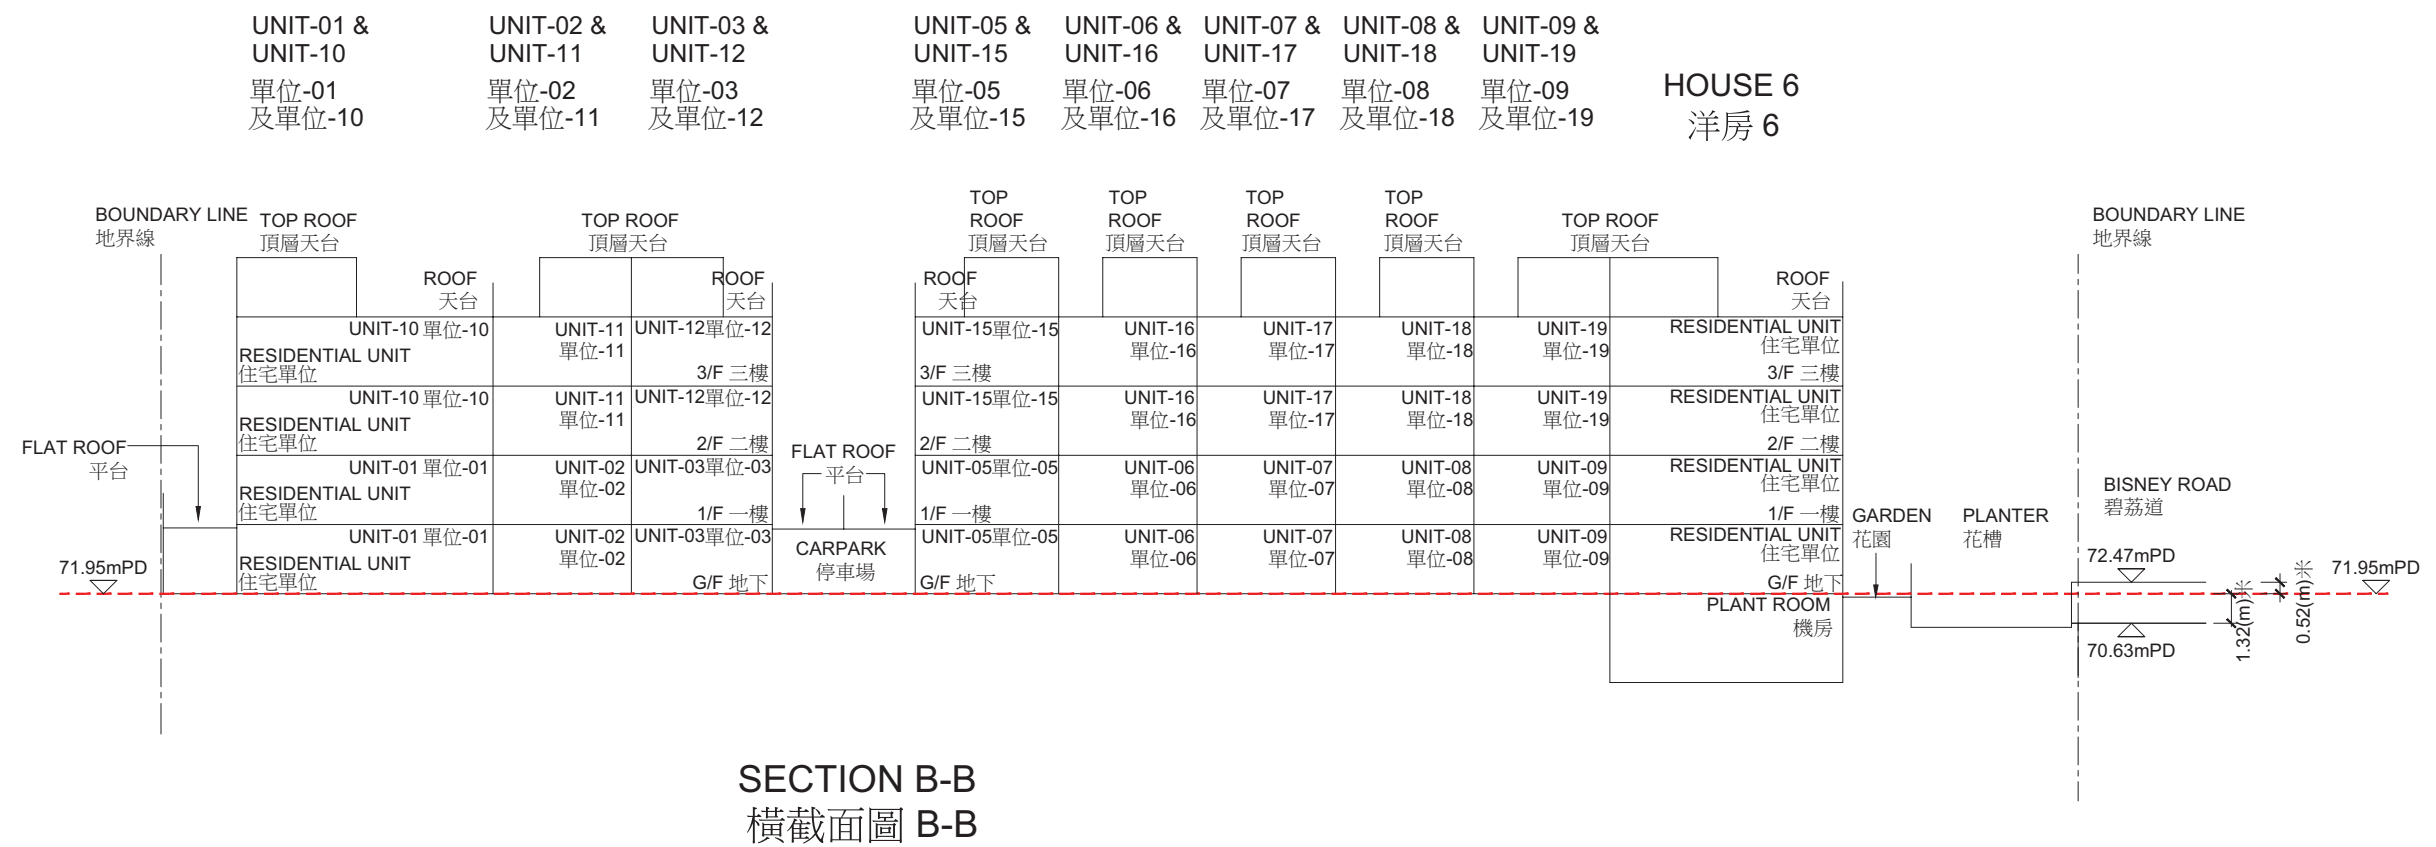 UNIT-01 &
UNIT-10
單位-01
及單位-10
UNIT-02 &
UNIT-11
單位-02
及單位-11
UNIT-03 &
UNIT-12
單位-03
及單位-12
UNIT-05 &
UNIT-15
單位-05
及單位-15
UNIT-06 &
UNIT-16
單位-06
及單位-16
UNIT-07 &
UNIT-17
單位-07
及單位-17
UNIT-08 &
UNIT-18
單位-08
及單位-18
UNIT-09 &
UNIT-19
單位-09
及單位-19
HOUSE 6
洋房 6
BOUNDARY LINE
地界線
TOP ROOF
頂層天台
ROOF
天台
TOP ROOF
頂層天台
ROOF
天台
ROOF
天台
TOP
ROOF
頂層天台
TOP
ROOF
頂層天台
TOP
ROOF
頂層天台
TOP
ROOF
頂層天台
TOP ROOF
頂層天台
ROOF
天台
BOUNDARY LINE
地界線
UNIT-10 單位-10
RESIDENTIAL UNIT
住宅單位
UNIT-11
單位-11
UNIT-12單位-12
3/F 三樓
UNIT-15單位-15
3/F 三樓
UNIT-16
單位-16
UNIT-17
單位-17
UNIT-18
單位-18
UNIT-19
單位-19
RESIDENTIAL UNIT
住宅單位
3/F 三樓
UNIT-10 單位-10
RESIDENTIAL UNIT
住宅單位
UNIT-11
單位-11
UNIT-12單位-12
2/F 二樓
UNIT-15單位-15
2/F 二樓
UNIT-16
單位-16
UNIT-17
單位-17
UNIT-18
單位-18
UNIT-19
單位-19
RESIDENTIAL UNIT
住宅單位
2/F 二樓
FLAT ROOF
平台
UNIT-01 單位-01
RESIDENTIAL UNIT
住宅單位
UNIT-02
單位-02
UNIT-03單位-03
1/F 一樓
FLAT ROOF
平台
UNIT-05單位-05
1/F 一樓
UNIT-06
單位-06
UNIT-07
單位-07
UNIT-08
單位-08
UNIT-09
單位-09
RESIDENTIAL UNIT
住宅單位
1/F 一樓
BISNEY ROAD
碧荔道
UNIT-01 單位-01
RESIDENTIAL UNIT
住宅單位
UNIT-02
單位-02
UNIT-03單位-03
G/F 地下
CARPARK
停車場
UNIT-05單位-05
G/F 地下
UNIT-06
單位-06
UNIT-07
單位-07
UNIT-08
單位-08
UNIT-09
單位-09
RESIDENTIAL UNIT
住宅單位
G/F 地下
GARDEN
花園
PLANTER
花槽
71.95mPD
72.47mPD
71.95mPD
PLANT ROOM
機房
70.63mPD
1.32(m)米
0.52(m)米
SECTION B-B
橫截面圖 B-B